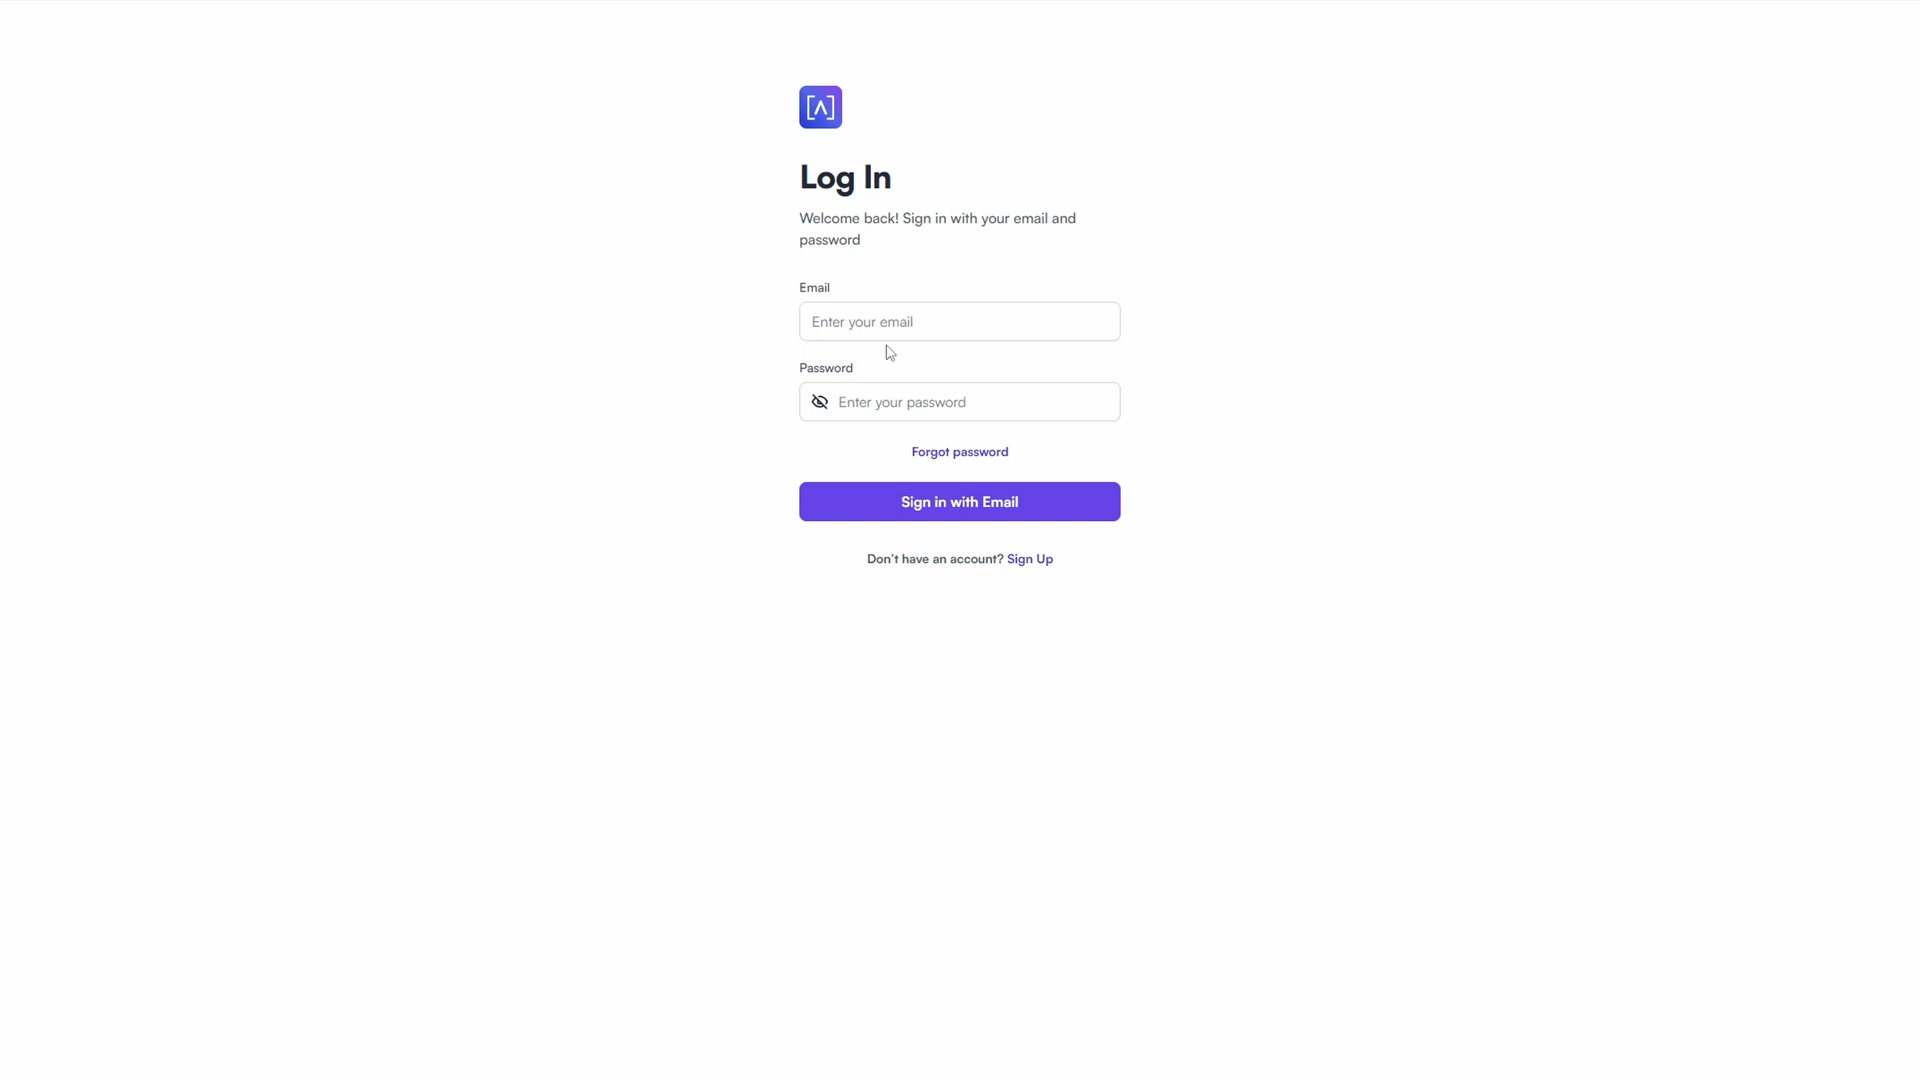 [Λ]
Log In
Welcome back! Sign in with your email and
password
Email
Enter your email
Password
Enter your password
Forgot password
Sign in with Email
Don't have an account? Sign Up